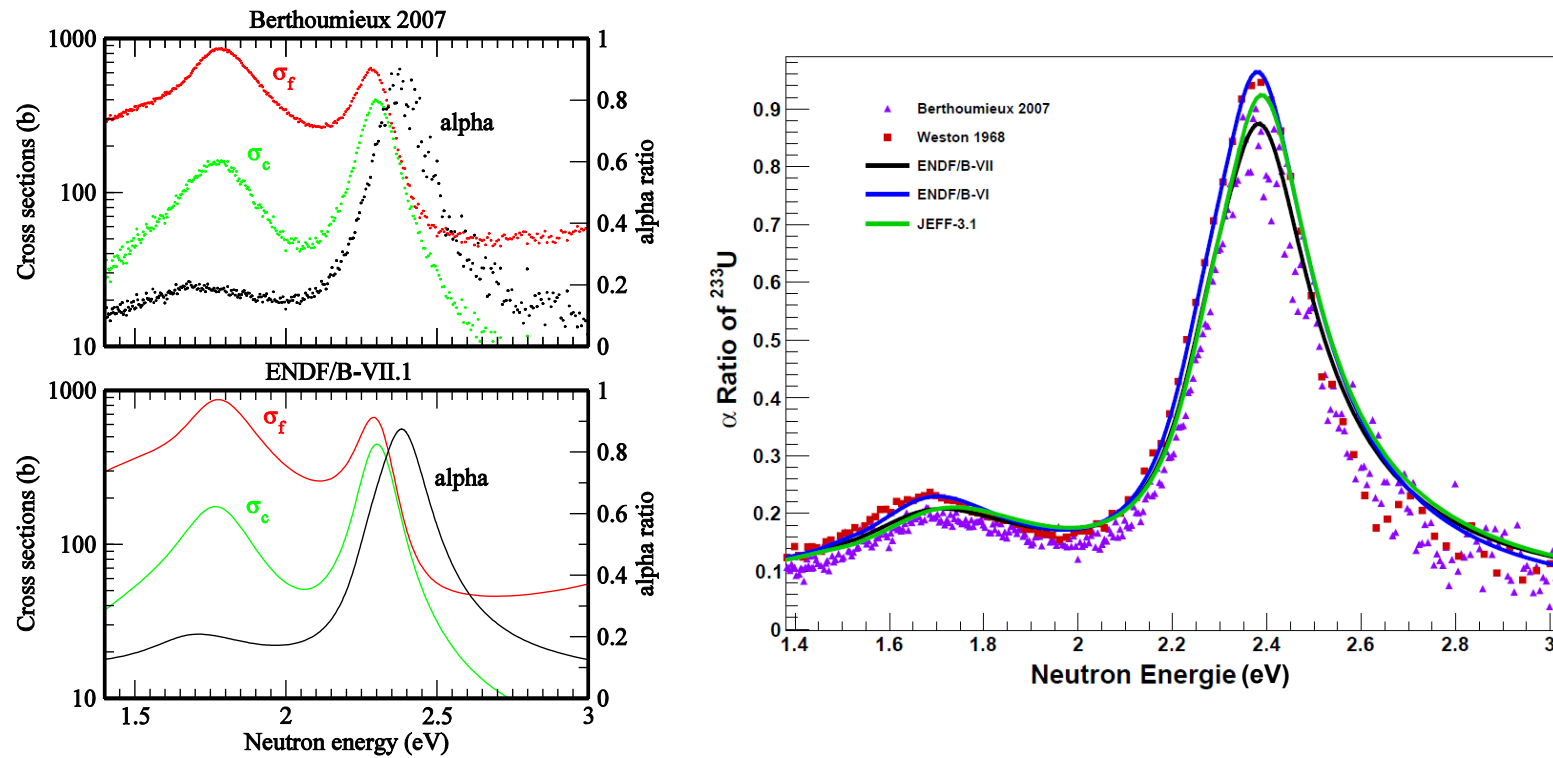 Berthoumieux 2007
1000
100
10
1
0.8
0.6
0.4
0.2
0
Cross sections (b)
alpha ratio
σf
σc
alpha
ENDF/B-VII.1
1000
100
10
1
0.8
0.6
0.4
0.2
0
Cross sections (b)
alpha ratio
σf
σc
alpha
1.5
2
2.5
3
Neutron energy (eV)
Berthoumieux 2007
Weston 1968
ENDF/B-VII
ENDF/B-VI
JEFF-3.1
0.9
0.8
0.7
0.6
0.5
0.4
0.3
0.2
0.1
0
α Ratio of ²³³U
1.4
1.6
1.8
2
2.2
2.4
2.6
2.8
3
Neutron Energie (eV)